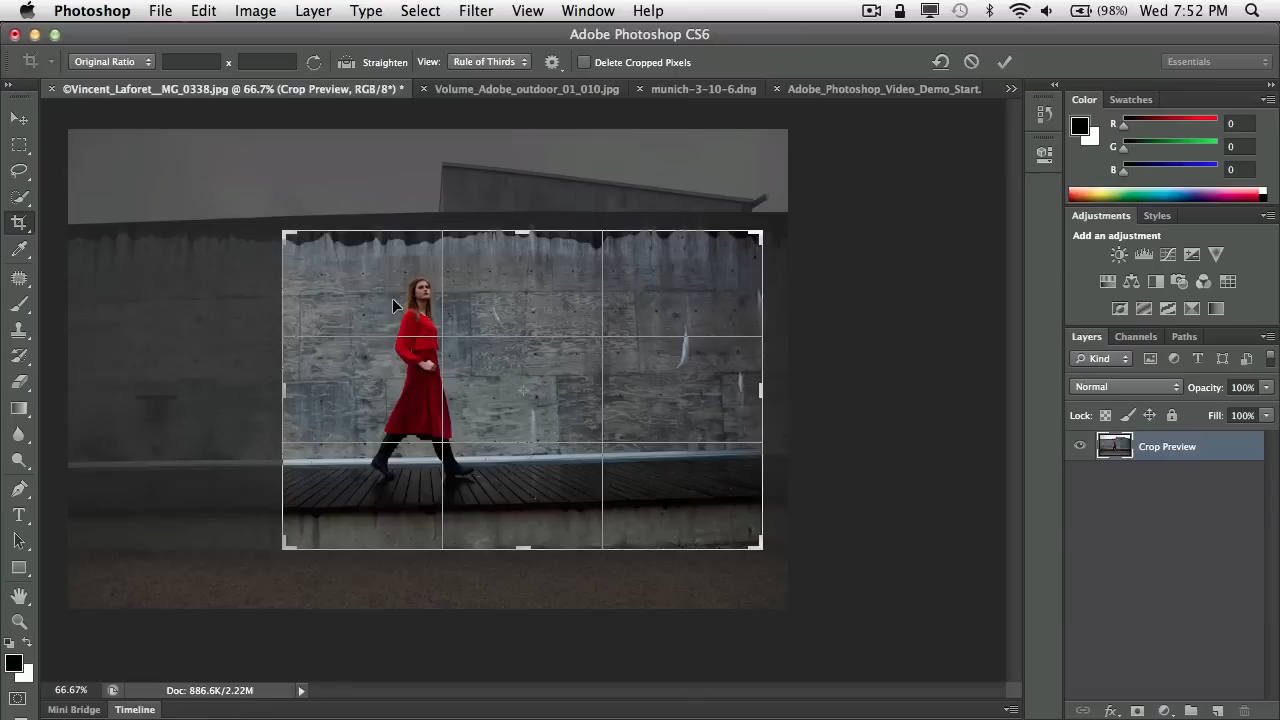 Photoshop File Edit Image Layer Type Select Filter View Window Help (98%) Wed 7:52 PM
Adobe Photoshop CS6
Original Ratio x Straighten View: Rule of Thirds Delete Cropped Pixels Essentials
©Vincent_Laforet__MG_0338.jpg @ 66.7% (Crop Preview, RGB/8*) * Volume_Adobe_outdoor_01_010.jpg munich-3-10-6.dng Adobe_Photoshop_Video_Demo_Start.
Color Swatches
R 0
G 0
B 0
Adjustments Styles
Add an adjustment
Layers Channels Paths
Kind
Normal Opacity: 100%
Lock: Fill: 100%
Crop Preview
66.67% Doc: 886.6K/2.22M
Mini Bridge Timeline